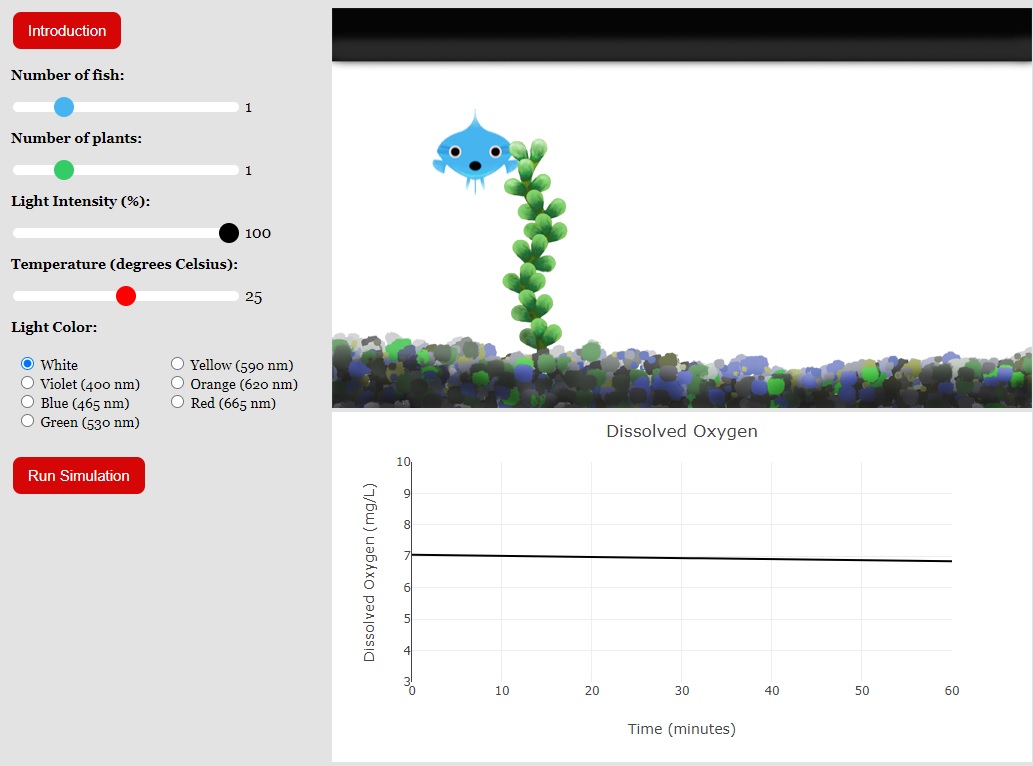 Introduction
Number of fish:
1
Number of plants:
1
Light Intensity (%):
100
Temperature (degrees Celsius):
25
Light Color:
White
Violet (400 nm)
Blue (465 nm)
Green (530 nm)
Yellow (590 nm)
Orange (620 nm)
Red (665 nm)
Run Simulation
Dissolved Oxygen
Dissolved Oxygen (mg/L)
10
9
8
7
6
5
4
3
0 10 20 30 40 50 60
Time (minutes)